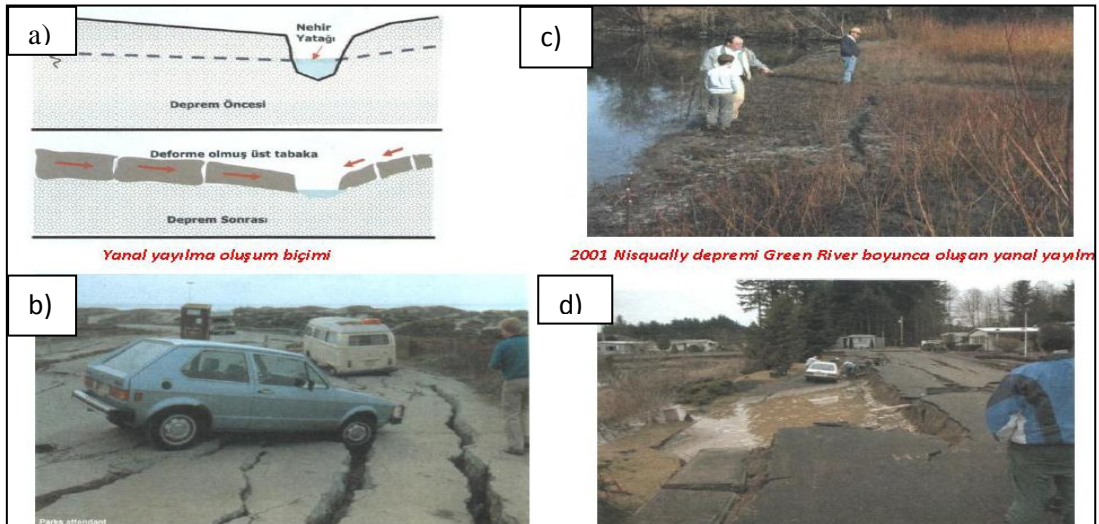 a)
Nehir
Yatağı
Deprem Öncesi
Deforme olmuş üst tabaka
Deprem Sonrası
Yanal yayılma oluşum biçimi
c)
2001 Nisqually depremi Green River boyunca oluşan yanal yayılm
b)
Parks attendant
d)